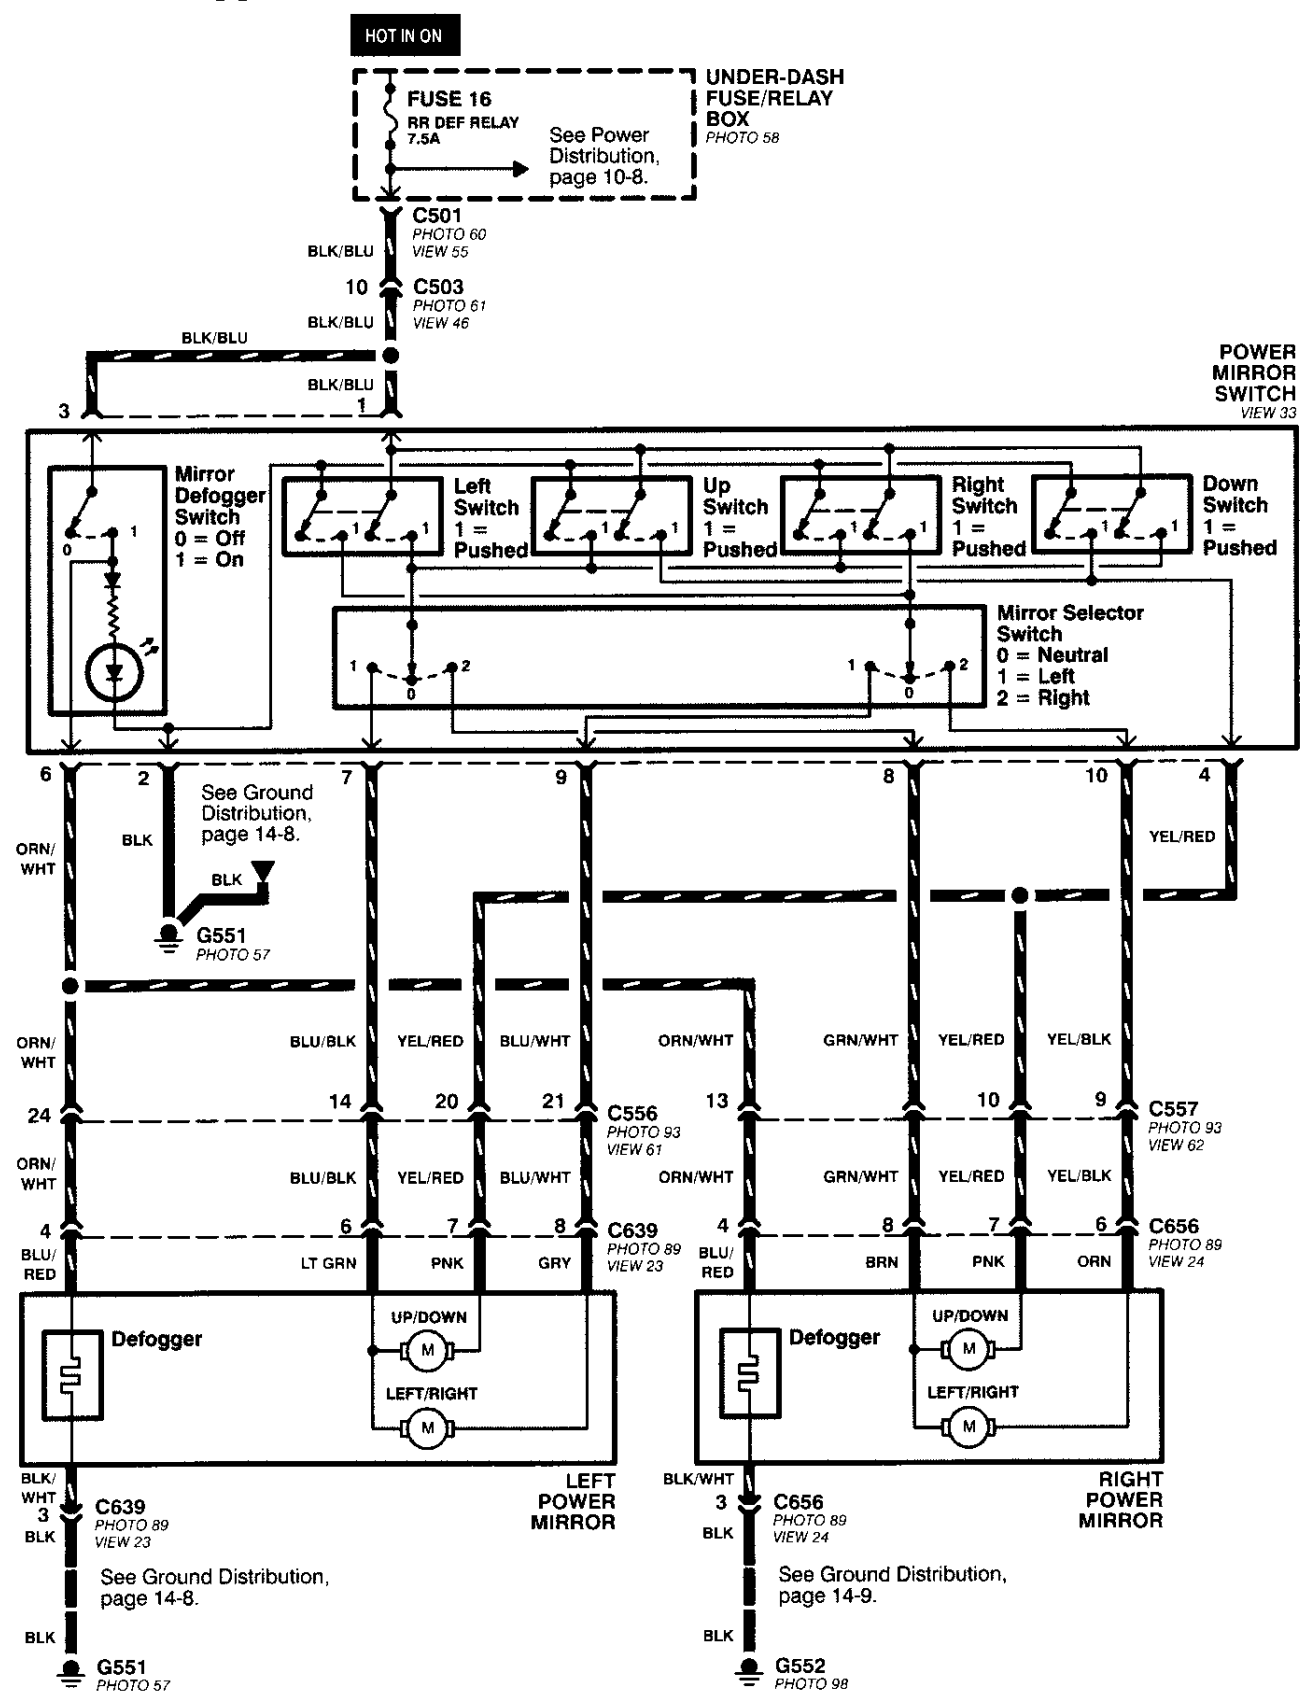 HOT IN ON
FUSE 16
RR DEF RELAY
7.5A
See Power
Distribution,
page 10-8.
UNDER-DASH
FUSE/RELAY
BOX
PHOTO 58
C501
PHOTO 60
VIEW 55
BLK/BLU
10
C503
PHOTO 61
VIEW 46
BLK/BLU
BLK/BLU
BLK/BLU
3
1
POWER
MIRROR
SWITCH
VIEW 33
Mirror
Defogger
Switch
0 = Off
1 = On
0
1
Left
Switch
1 =
Pushed
1
1
Up
Switch
1 =
Pushed
1
1
Right
Switch
1 =
Pushed
1
1
Down
Switch
1 =
Pushed
1
1
Mirror Selector
Switch
0 = Neutral
1 = Left
2 = Right
1
0
2
1
0
2
6
2
7
9
8
10
4
See Ground
Distribution,
page 14-8.
ORN/
WHT
BLK
BLK
YEL/RED
G551
PHOTO 57
ORN/
WHT
BLU/BLK
YEL/RED
BLU/WHT
ORN/WHT
GRN/WHT
YEL/RED
YEL/BLK
24
14
20
21
C556
PHOTO 93
VIEW 61
13
10
9
C557
PHOTO 93
VIEW 62
ORN/
WHT
BLU/BLK
YEL/RED
BLU/WHT
ORN/WHT
GRN/WHT
YEL/RED
YEL/BLK
4
6
7
8
C639
PHOTO 89
VIEW 23
4
8
7
6
C656
PHOTO 89
VIEW 24
BLU/
RED
LT GRN
PNK
GRY
BLU/
RED
BRN
PNK
ORN
Defogger
UP/DOWN
M
LEFT/RIGHT
M
Defogger
UP/DOWN
M
LEFT/RIGHT
M
LEFT
POWER
MIRROR
RIGHT
POWER
MIRROR
BLK/
WHT
3
C639
PHOTO 89
VIEW 23
BLK
BLK/WHT
3
C656
PHOTO 89
VIEW 24
BLK
See Ground Distribution,
page 14-8.
See Ground Distribution,
page 14-9.
BLK
G551
PHOTO 57
BLK
G552
PHOTO 98